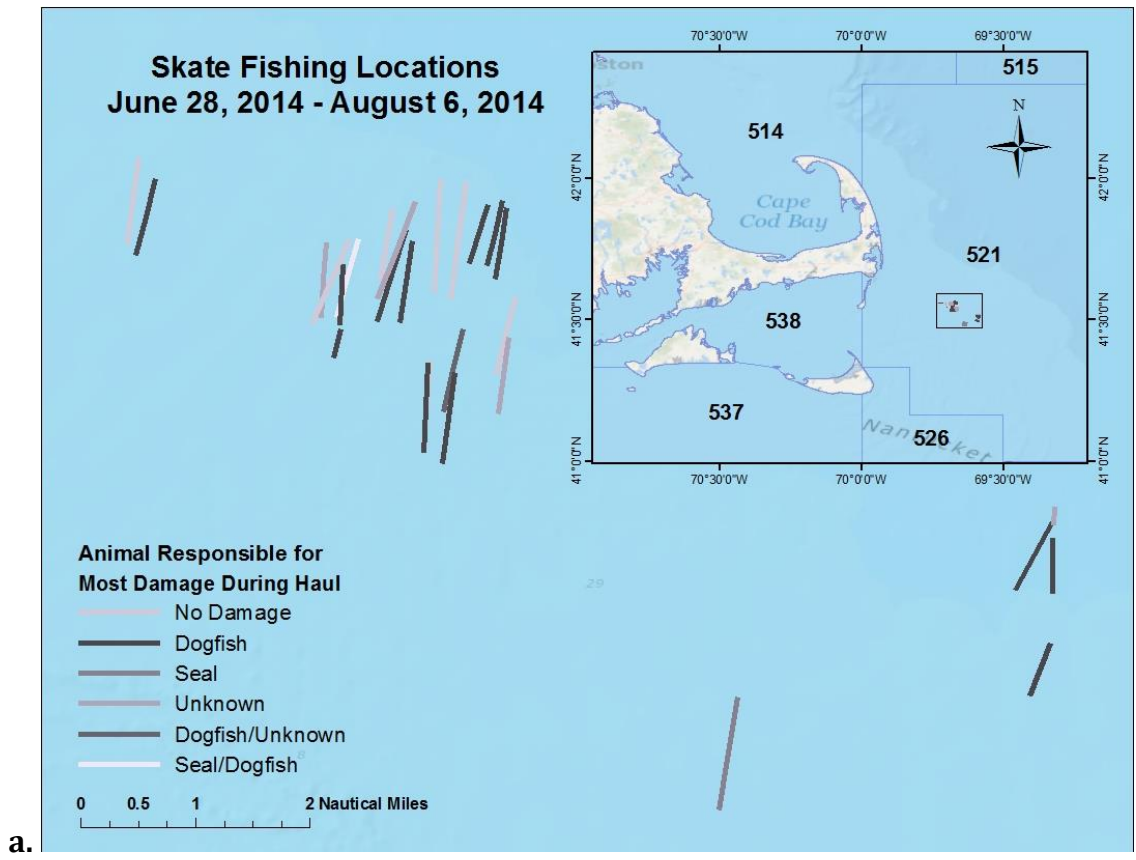 Skate Fishing Locations
June 28, 2014 - August 6, 2014
70°30'0"W 70°0'0"W 69°30'0"W
515
N
514
42°0'0"N 42°0'0"N
Cape
Cod Bay
521
538
41°30'0"N 41°30'0"N
537
526
41°0'0"N 41°0'0"N
70°30'0"W 70°0'0"W 69°30'0"W
29
Animal Responsible for
Most Damage During Haul
No Damage
Dogfish
Seal
Unknown
Dogfish/Unknown
Seal/Dogfish
8
0 0.5 1 2 Nautical Miles
a.